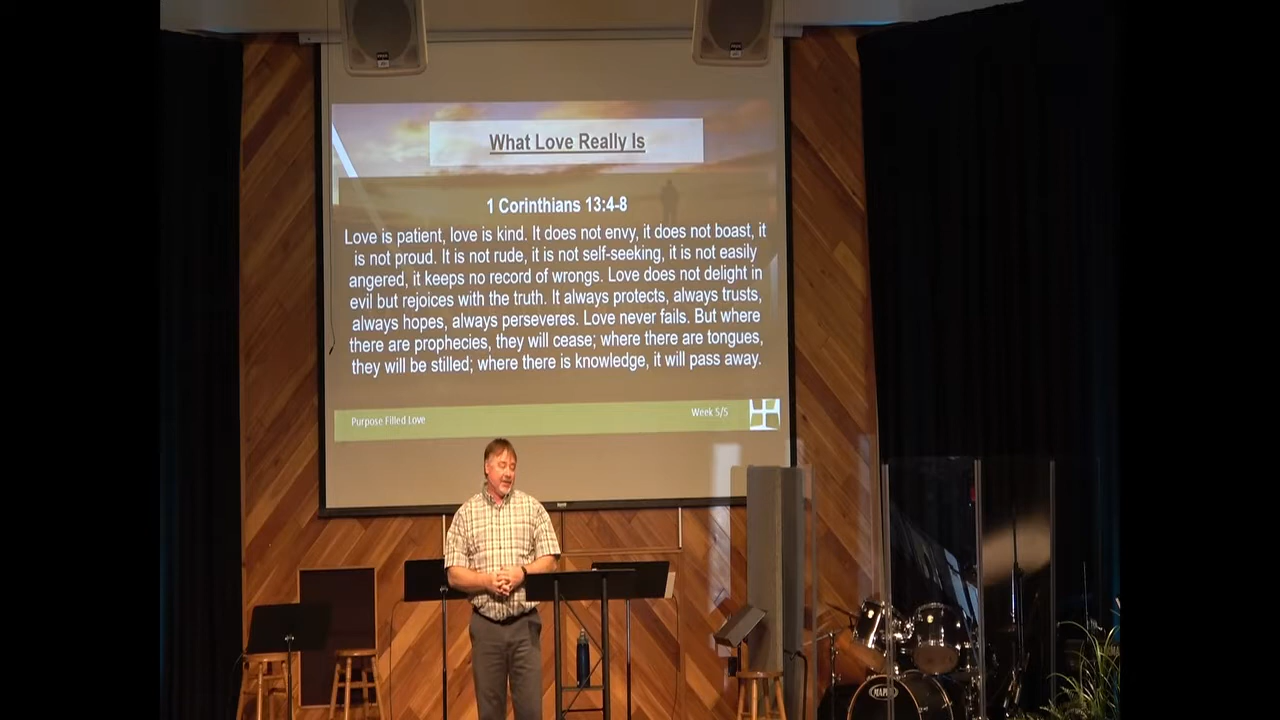 What Love Really Is
1 Corinthians 13:4-8
Love is patient, love is kind. It does not envy, it does not boast, it
is not proud. It is not rude, it is not self-seeking, it is not easily
angered, it keeps no record of wrongs. Love does not delight in
evil but rejoices with the truth. It always protects, always trusts,
always hopes, always perseveres. Love never fails. But where
there are prophecies, they will cease; where there are tongues,
they will be stilled; where there is knowledge, it will pass away.
Purpose Filled Love
Week 5/5